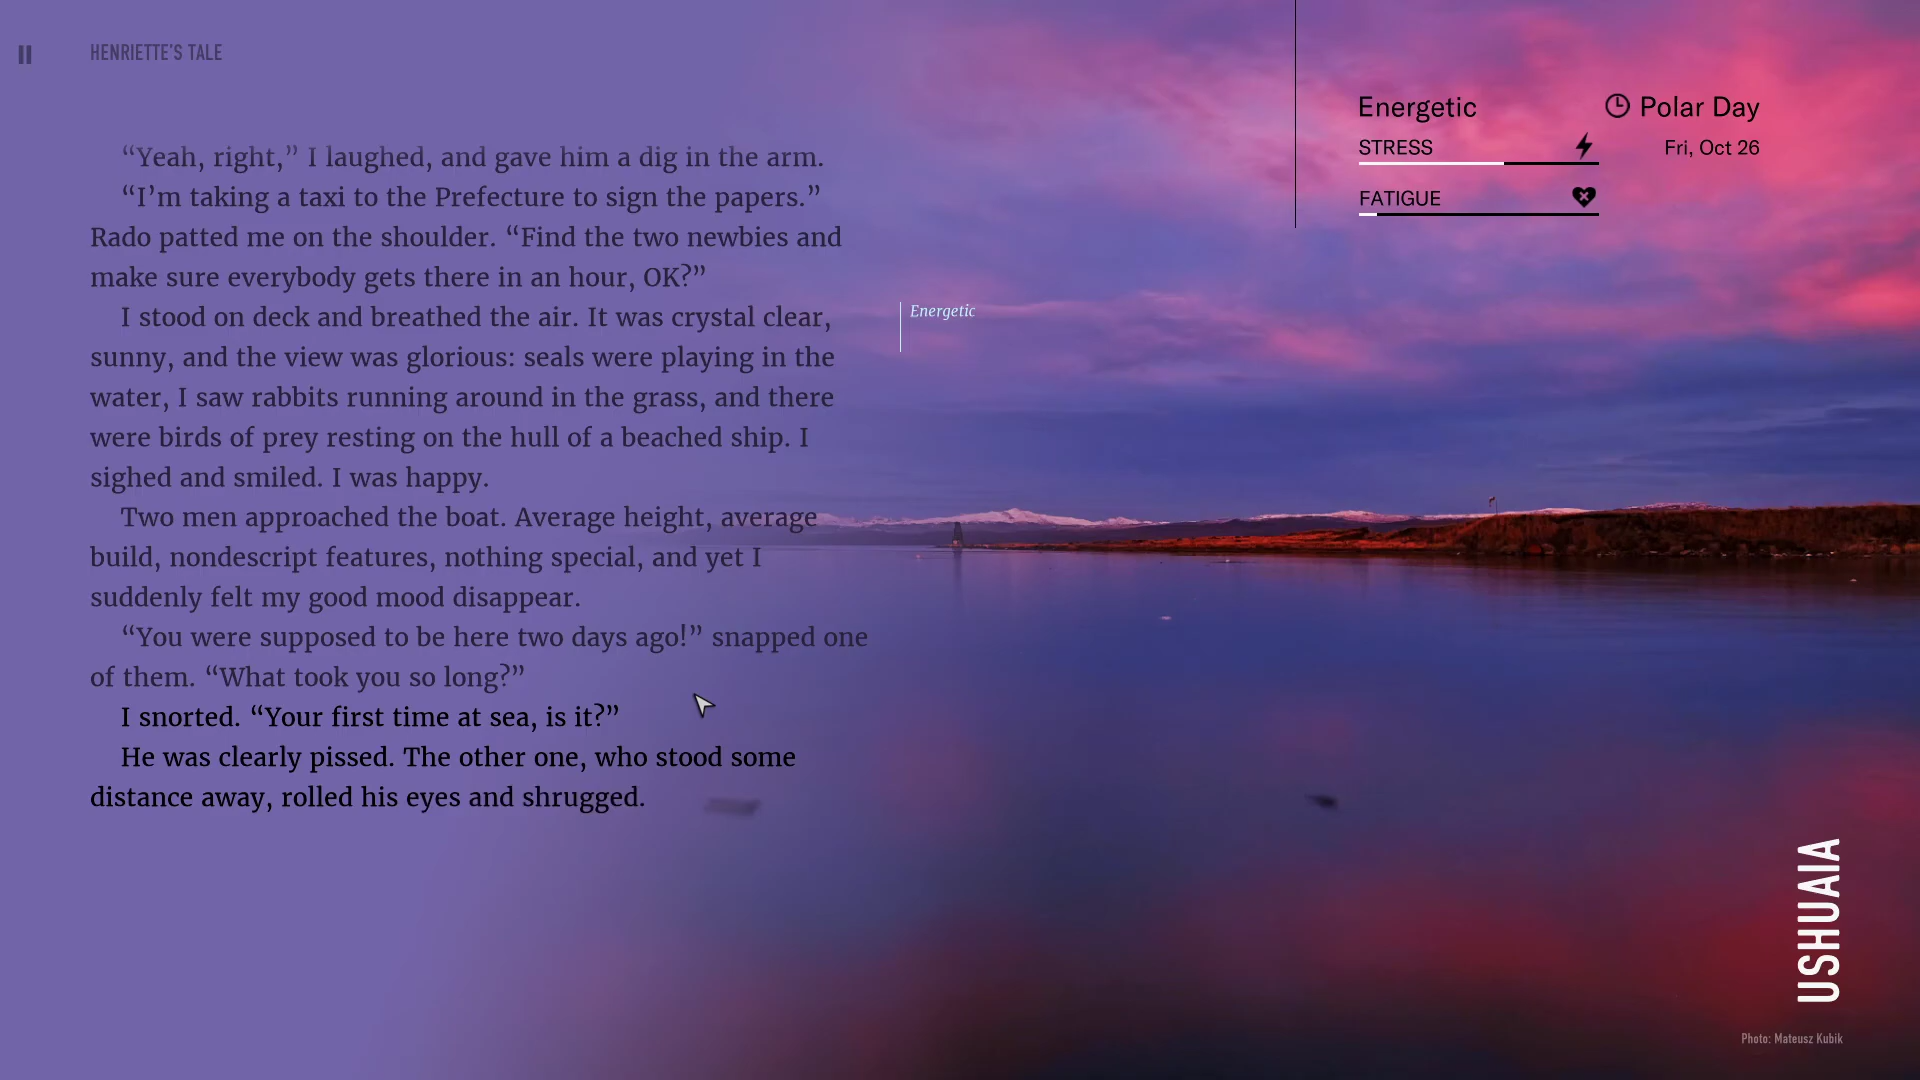 HENRIETTE'S TALE
“Yeah, right,” I laughed, and gave him a dig in the arm.
“I’m taking a taxi to the Prefecture to sign the papers.”
Rado patted me on the shoulder. “Find the two newbies and
make sure everybody gets there in an hour, OK?”
I stood on deck and breathed the air. It was crystal clear,
sunny, and the view was glorious: seals were playing in the
water, I saw rabbits running around in the grass, and there
were birds of prey resting on the hull of a beached ship. I
sighed and smiled. I was happy.
Two men approached the boat. Average height, average
build, nondescript features, nothing special, and yet I
suddenly felt my good mood disappear.
“You were supposed to be here two days ago!” snapped one
of them. “What took you so long?”
I snorted. “Your first time at sea, is it?”
He was clearly pissed. The other one, who stood some
distance away, rolled his eyes and shrugged.
Energetic
Energetic
Polar Day
STRESS
Fri, Oct 26
FATIGUE
USHUAIA
Photo: Mateusz Kubik